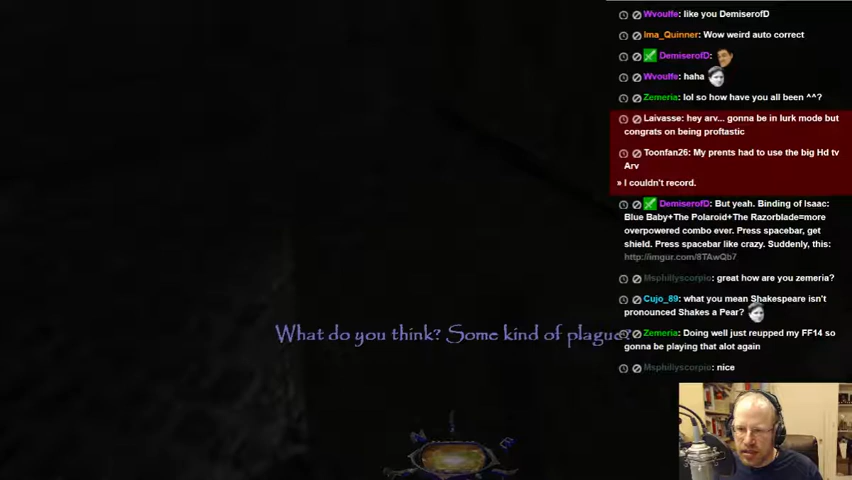 Wvouffe: like you DemiserofD
Ima_Quinner: Wow weird auto correct
DemiserofD:
Wvouffe: haha
Zemeria: lol so how have you all been ^^?
Laivasse: hey arv... gonna be in lurk mode but
congrats on being proftastic
Toonfan26: My prents had to use the big Hd tv
Arv
» I couldn't record.
DemiserofD: But yeah. Binding of Isaac:
Blue Baby+The Polaroid+The Razorblade=more
overpowered combo ever. Press spacebar, get
shield. Press spacebar like crazy. Suddenly, this:
http://imgur.com/8TAwQb7
Msphillyscorpio: great how are you zemeria?
Cujo_89: what you mean Shakespeare isn't
pronounced Shakes a Pear?
What do you think? Some kind of plague?
Zemeria: Doing well just reupped my FF14 so
gonna be playing that alot again
Msphillyscorpio: nice